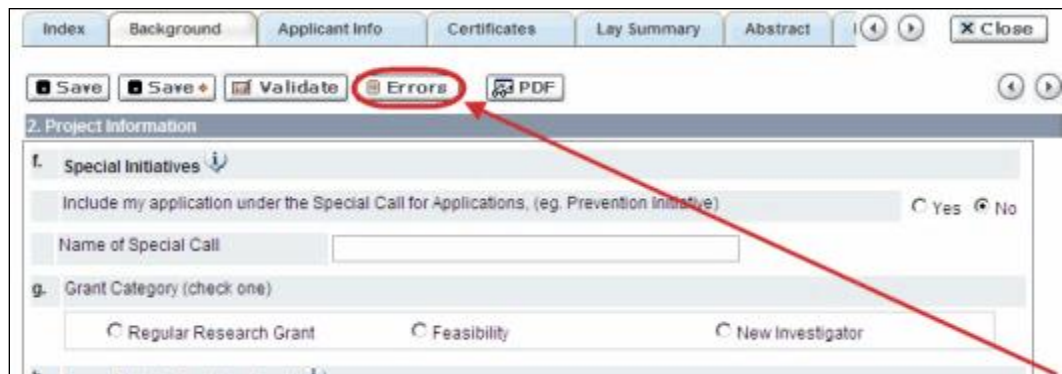 Index Background Applicant Info Certificates Lay Summary Abstract Close
Save Save Validate Errors PDF
2. Project Information
f. Special Initiatives
Include my application under the Special Call for Applications, (eg. Prevention Initiative) Yes No
Name of Special Call
g. Grant Category (check one)
Regular Research Grant Feasibility New Investigator